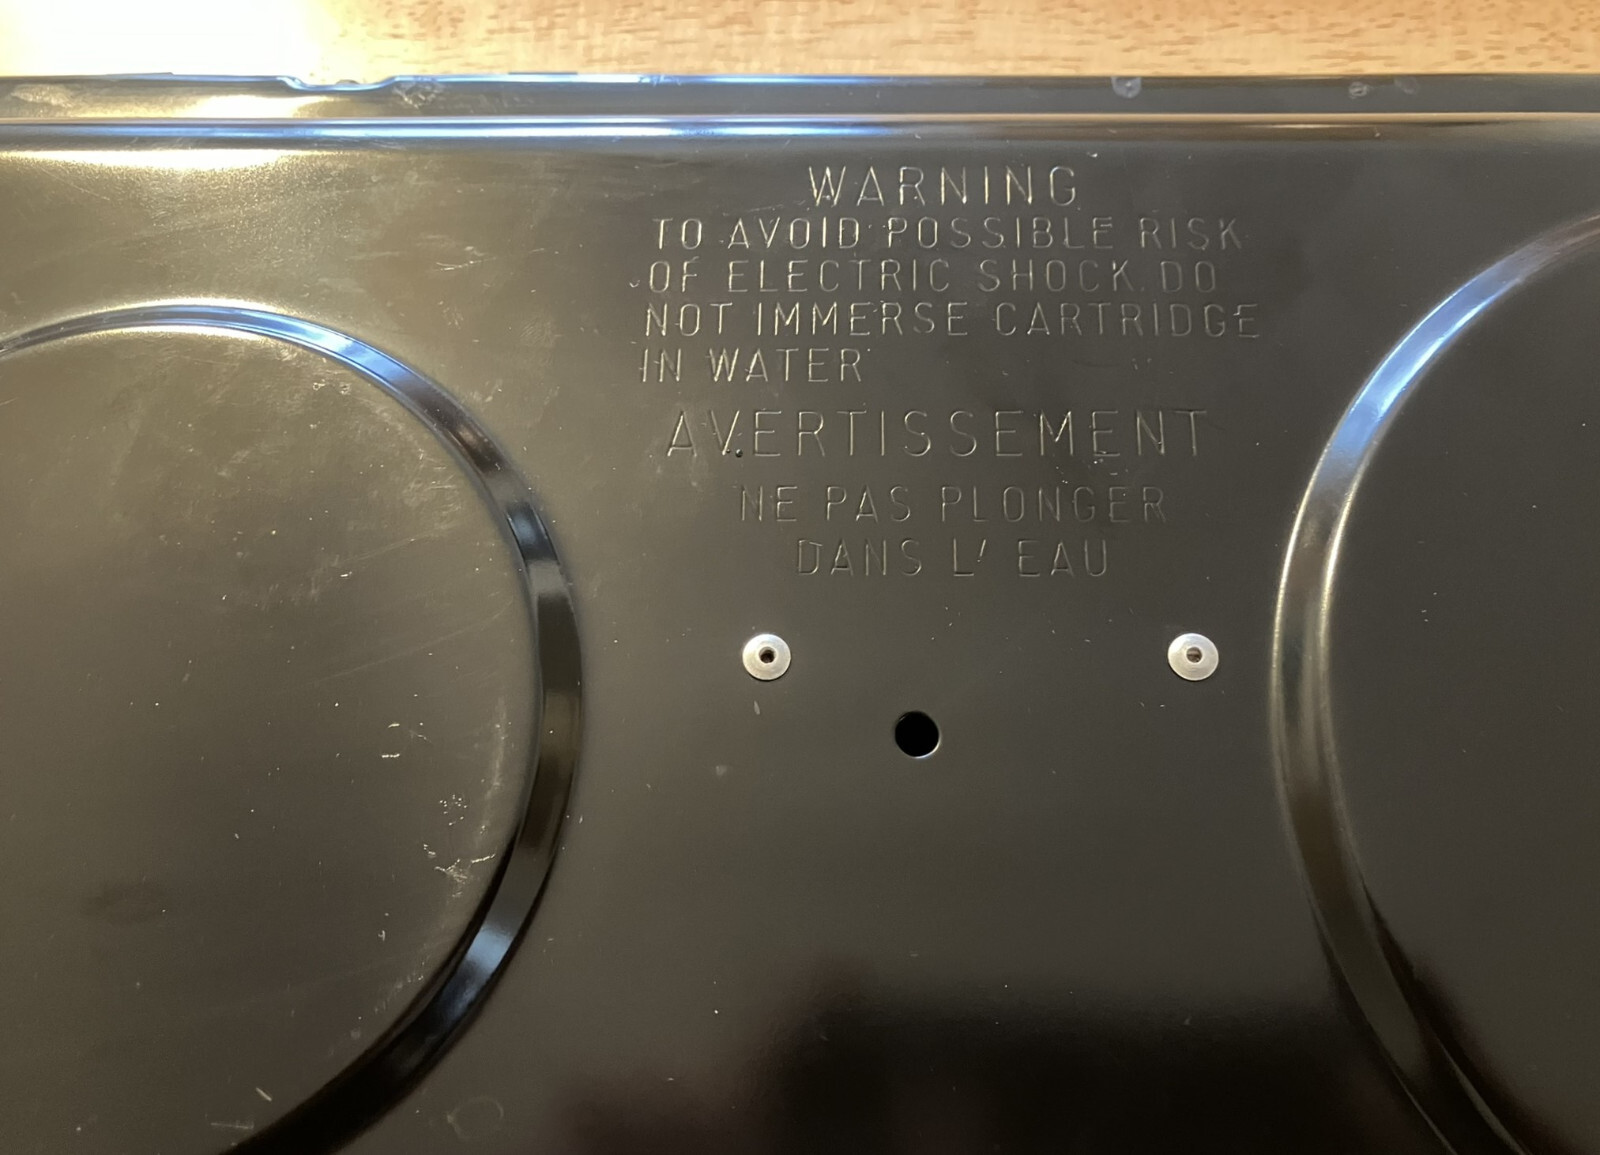 WARNING
TO AVOID POSSIBLE RISK
OF ELECTRIC SHOCK DO
NOT IMMERSE CARTRIDGE
IN WATER
AVERTISSEMENT
NE PAS PLONGER
DANS L' EAU